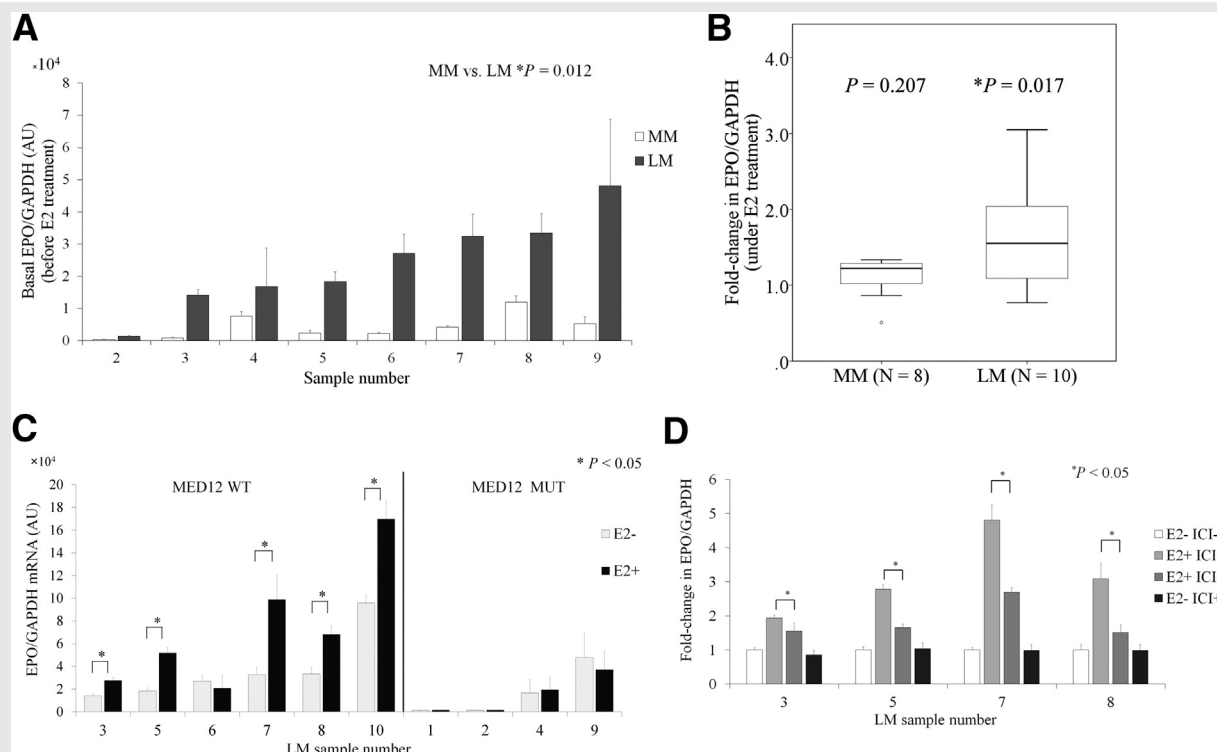 A
×10⁴
MM vs. LM *P = 0.012
Basal EPO/GAPDH (AU)
(before E2 treatment)
8
7
6
5
4
3
2
1
0
MM
LM
2 3 4 5 6 7 8 9
Sample number
B
Fold-change in EPO/GAPDH
(under E2 treatment)
4.0
3.0
2.0
1.0
.0
P = 0.207 *P = 0.017
MM (N = 8) LM (N = 10)
C
×10⁴
* P < 0.05
MED12 WT MED12 MUT
EPO/GAPDH mRNA (AU)
20
18
16
14
12
10
8
6
4
2
0
* * * * *
E2-
E2+
3 5 6 7 8 10 1 2 4 9
LM sample number
D
*P < 0.05
Fold-change in EPO/GAPDH
6
5
4
3
2
1
0
* * * *
E2- ICI-
E2+ ICI
E2+ ICI
E2- ICI+
3 5 7 8
LM sample number